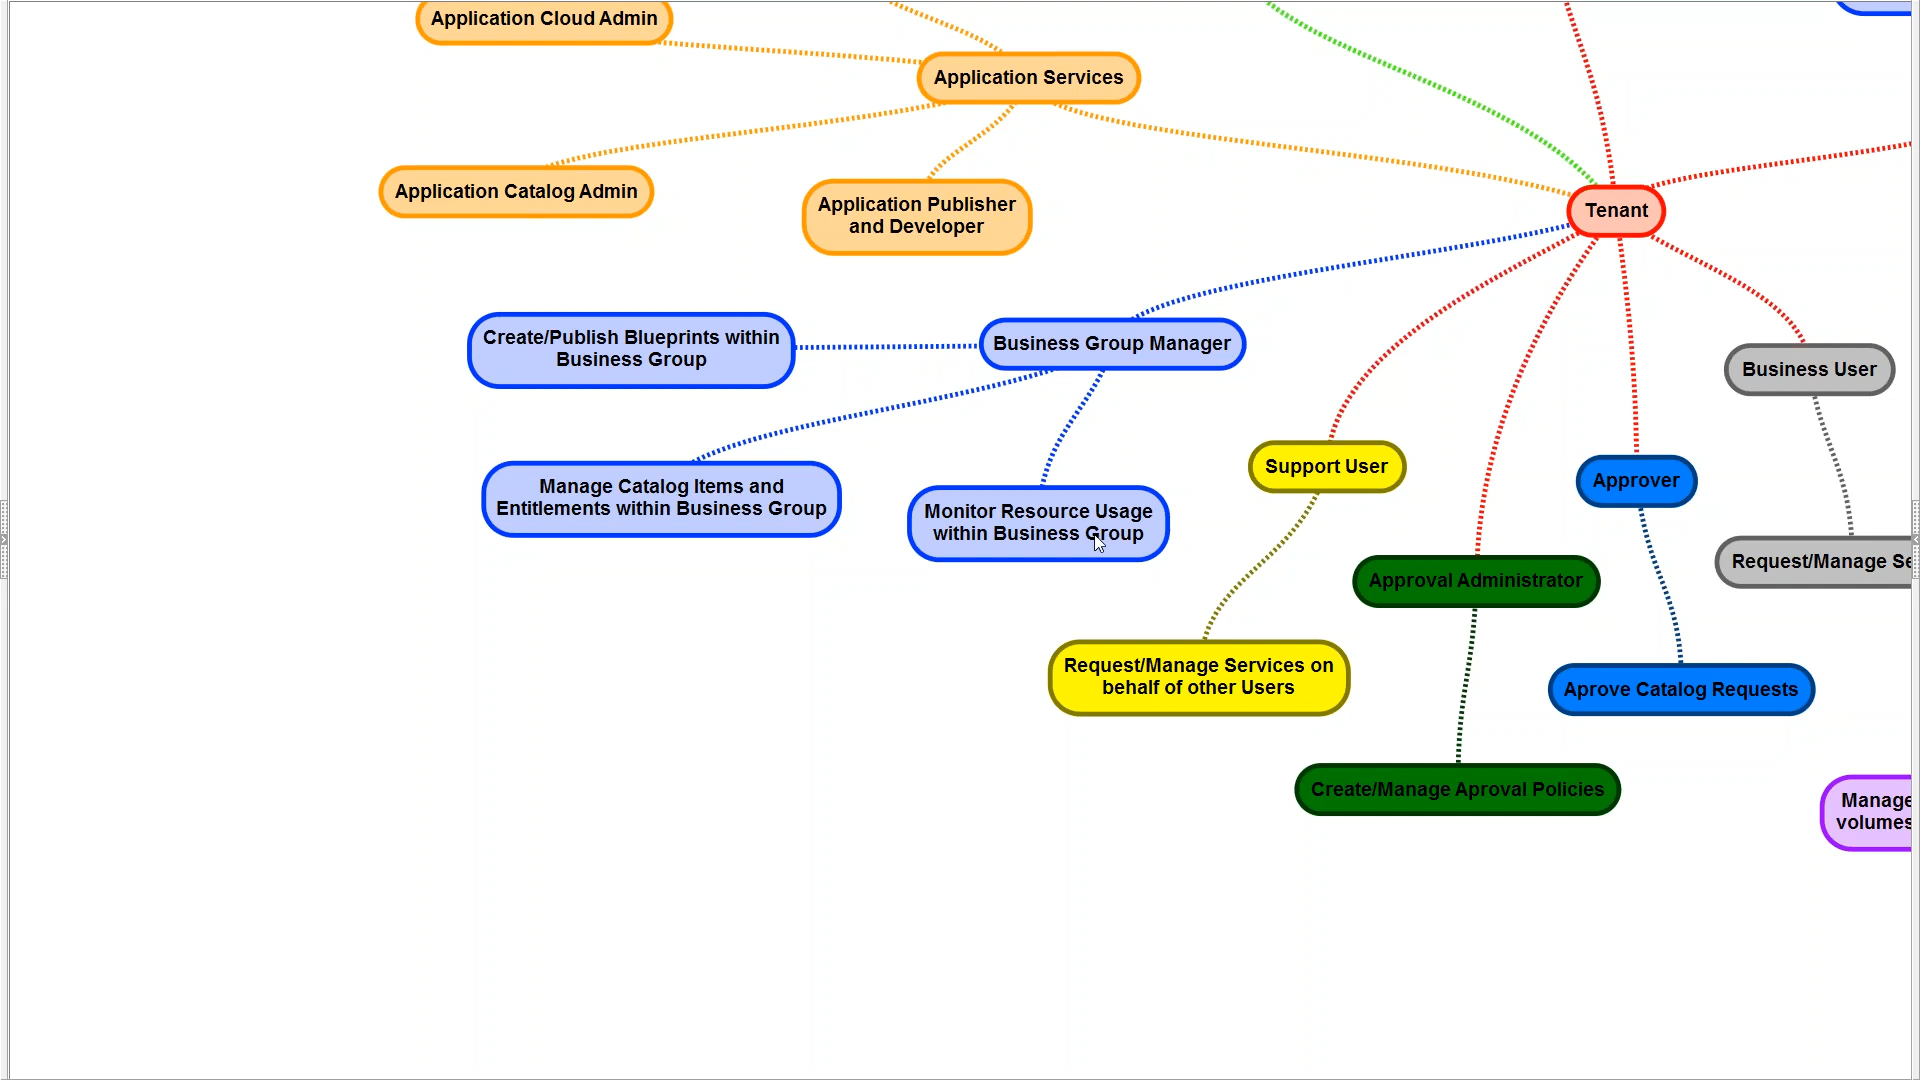 Application Cloud Admin
Application Services
Application Catalog Admin
Application Publisher
and Developer
Tenant
Create/Publish Blueprints within
Business Group
Business Group Manager
Business User
Manage Catalog Items and
Entitlements within Business Group
Monitor Resource Usage
within Business Group
Support User
Approver
Request/Manage
Approval Administrator
Request/Manage Services on
behalf of other Users
Aprove Catalog Requests
Create/Manage Aproval Policies
Manage
volumes